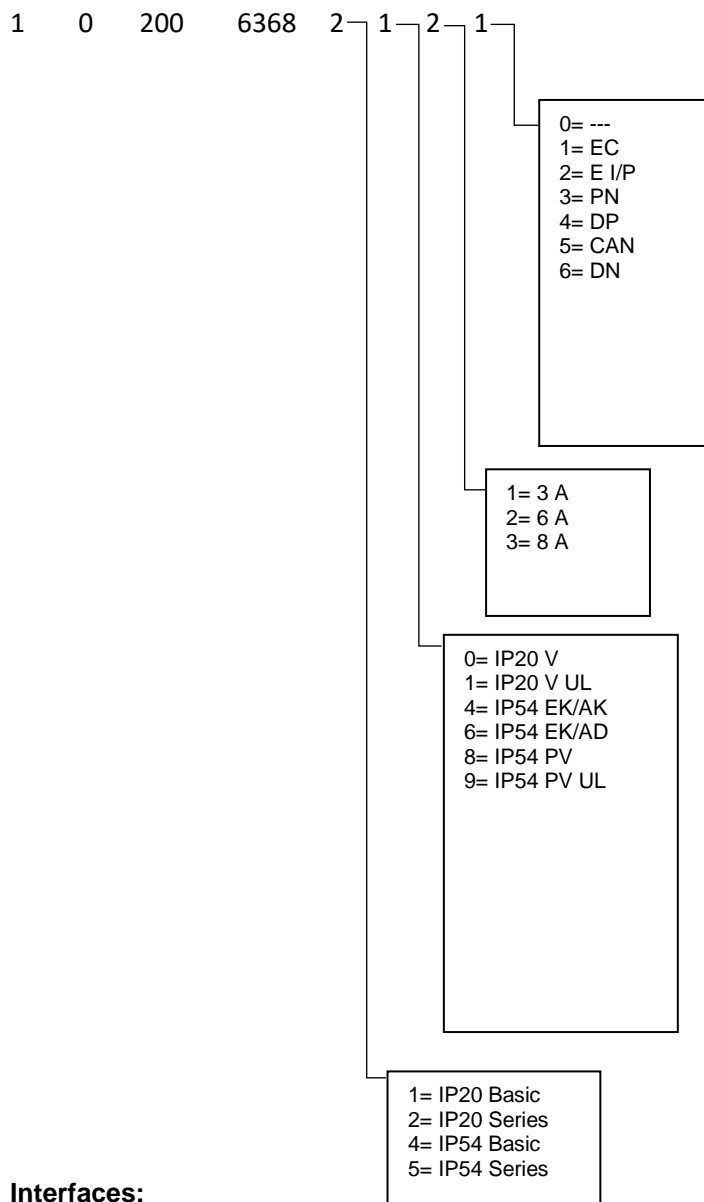 1 0 200 6368 2 1 2 1
0= ---
1= EC
2= E I/P
3= PN
4= DP
5= CAN
6= DN
1= 3 A
2= 6 A
3= 8 A
0= IP20 V
1= IP20 V UL
4= IP54 EK/AK
6= IP54 EK/AD
8= IP54 PV
9= IP54 PV UL
1= IP20 Basic
2= IP20 Series
4= IP54 Basic
5= IP54 Series
Interfaces: